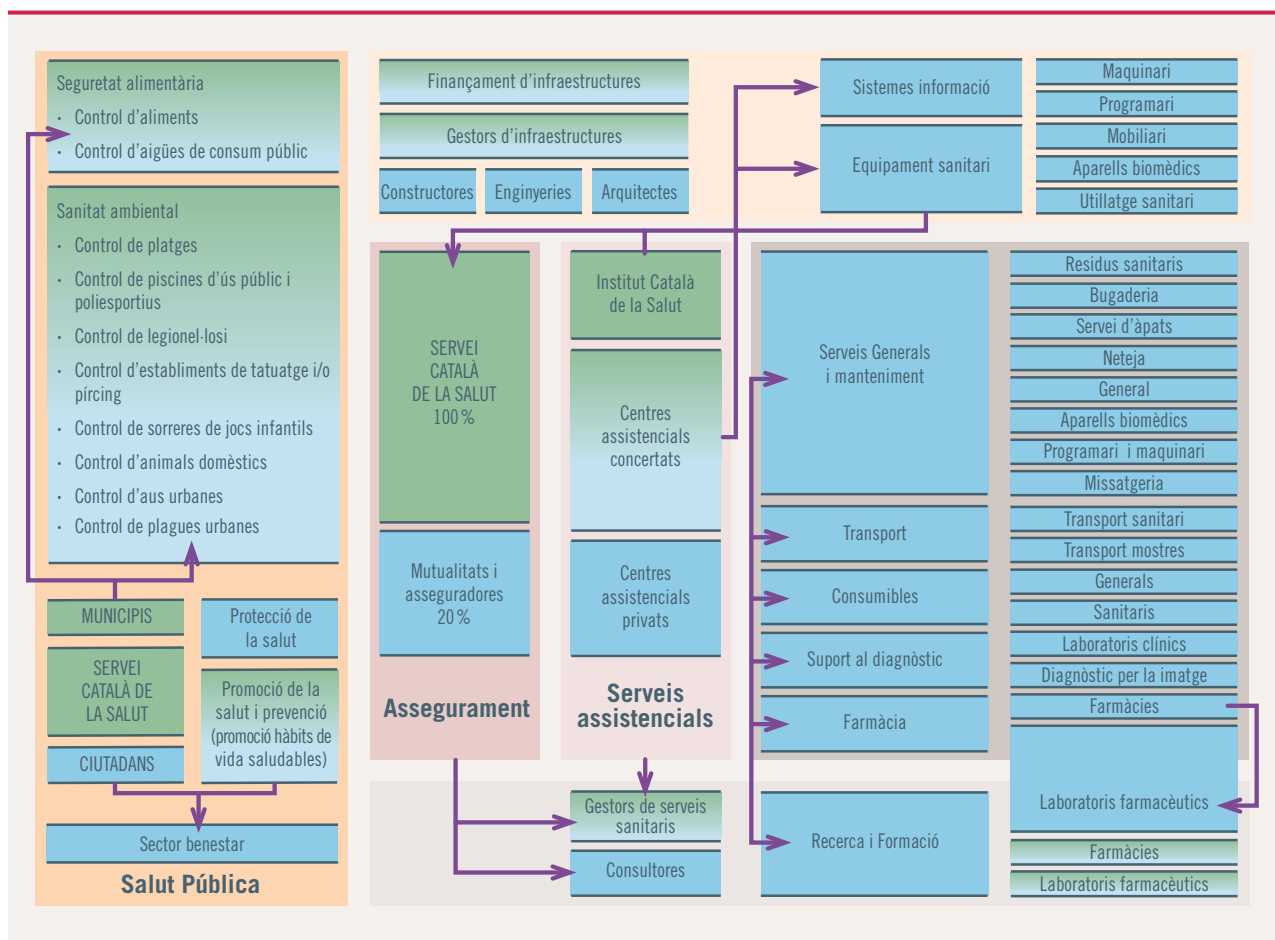 Seguretat alimentària
· Control d'aliments
· Control d'aigües de consum públic
Sanitat ambiental
· Control de platges
· Control de piscines d'ús públic i
poliesportius
· Control de legionel·losi
· Control d'establiments de tatuatge i/o
pírcing
· Control de sorreres de jocs infantils
· Control d'animals domèstics
· Control d'aus urbanes
· Control de plagues urbanes
MUNICIPIS
SERVEI
CATALÀ DE
LA SALUT
CIUTADANS
Protecció de
la salut
Promoció de la
salut i prevenció
(promoció hàbits de
vida saludables)
Sector benestar
Salut Pública
Finançament d'infraestructures
Gestors d'infraestructures
Constructores
Enginyeries
Arquitectes
Sistemes informació
Equipament sanitari
Maquinari
Programari
Mobiliari
Aparells biomèdics
Utillatge sanitari
SERVEI
CATALÀ
DE LA SALUT
100 %
Mutualitats i
asseguradores
20 %
Assegurament
Institut Català
de la Salut
Centres
assistencials
concertats
Centres
assistencials
privats
Serveis
assistencials
Serveis Generals
i manteniment
Transport
Consumibles
Suport al diagnòstic
Farmàcia
Residus sanitaris
Bugaderia
Servei d'àpats
Neteja
General
Aparells biomèdics
Programari i maquinari
Missatgeria
Transport sanitari
Transport mostres
Generals
Sanitaris
Laboratoris clínics
Diagnòstic per la imatge
Farmàcies
Laboratoris farmacèutics
Gestors de serveis
sanitaris
Consultores
Recerca i Formació
Farmàcies
Laboratoris farmacèutics